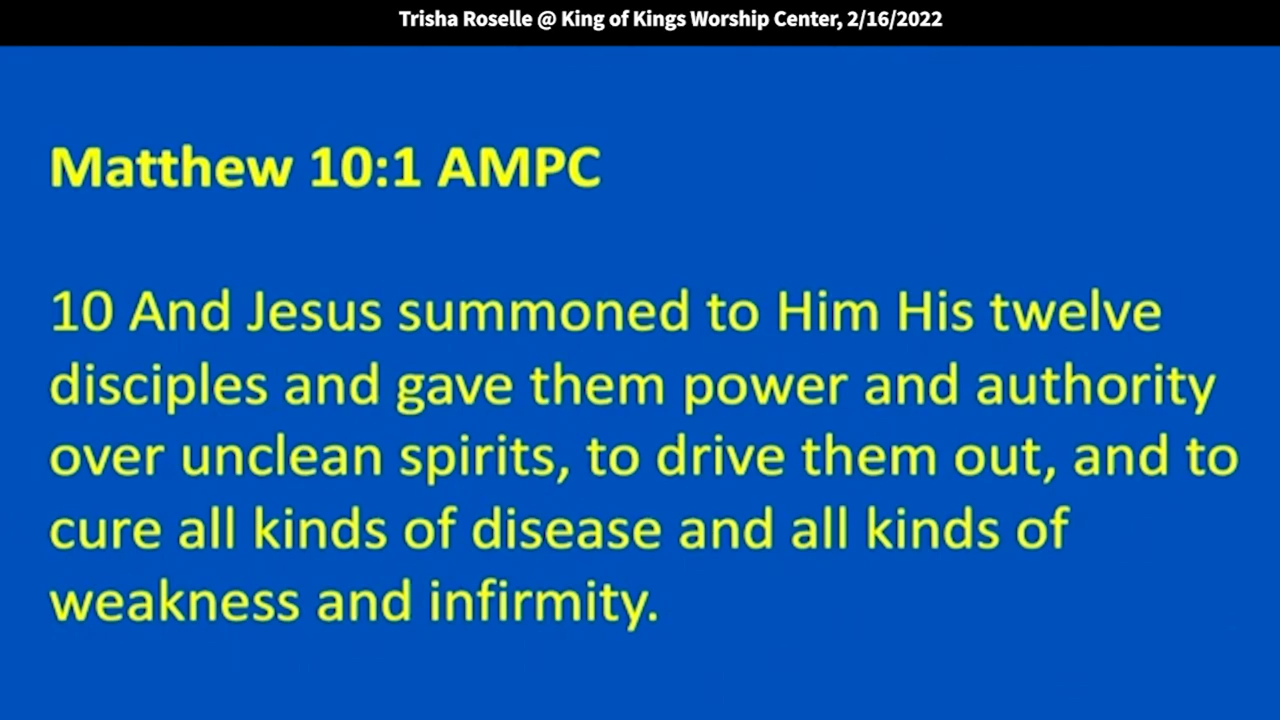 Trisha Roselle @ King of Kings Worship Center, 2/16/2022
Matthew 10:1 AMPC
10 And Jesus summoned to Him His twelve
disciples and gave them power and authority
over unclean spirits, to drive them out, and to
cure all kinds of disease and all kinds of
weakness and infirmity.